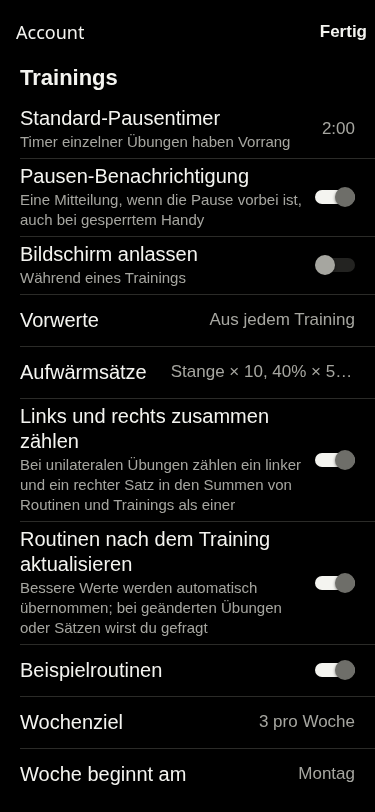 Account
Fertig
Trainings
Standard-Pausentimer
2:00
Timer einzelner Übungen haben Vorrang
Pausen-Benachrichtigung
Eine Mitteilung, wenn die Pause vorbei ist,
auch bei gesperrtem Handy
Bildschirm anlassen
Während eines Trainings
Vorwerte
Aus jedem Training
Aufwärmsätze
Stange × 10, 40% × 5…
Links und rechts zusammen
zählen
Bei unilateralen Übungen zählen ein linker
und ein rechter Satz in den Summen von
Routinen und Trainings als einer
Routinen nach dem Training
aktualisieren
Bessere Werte werden automatisch
übernommen; bei geänderten Übungen
oder Sätzen wirst du gefragt
Beispielroutinen
Wochenziel
3 pro Woche
Woche beginnt am
Montag